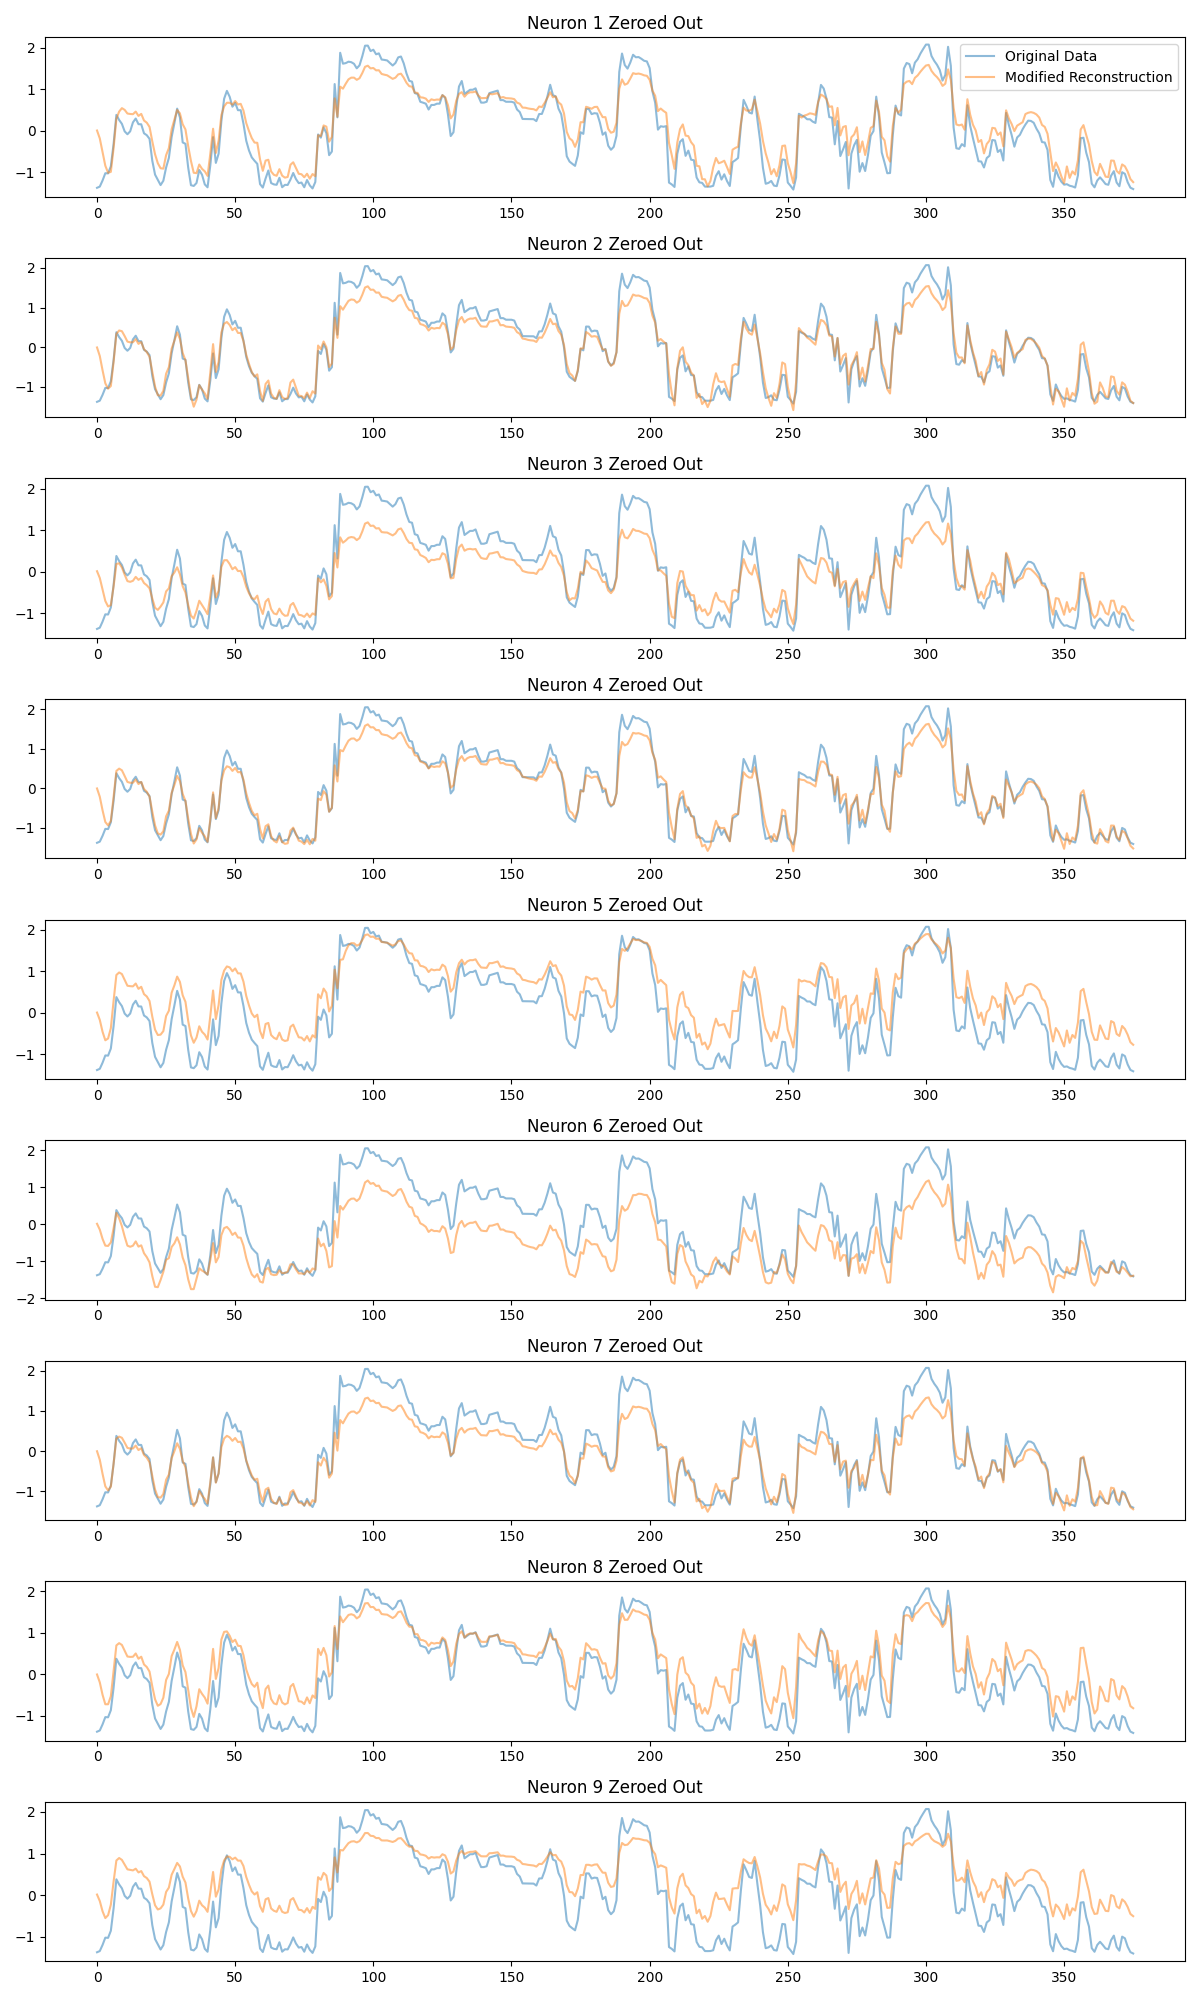 Neuron 1 Zeroed Out
2
1
0
−1
Original Data
Modified Reconstruction
0 50 100 150 200 250 300 350
Neuron 2 Zeroed Out
2
1
0
−1
0 50 100 150 200 250 300 350
Neuron 3 Zeroed Out
2
1
0
−1
0 50 100 150 200 250 300 350
Neuron 4 Zeroed Out
2
1
0
−1
0 50 100 150 200 250 300 350
Neuron 5 Zeroed Out
2
1
0
−1
0 50 100 150 200 250 300 350
Neuron 6 Zeroed Out
2
1
0
−1
−2
0 50 100 150 200 250 300 350
Neuron 7 Zeroed Out
2
1
0
−1
0 50 100 150 200 250 300 350
Neuron 8 Zeroed Out
2
1
0
−1
0 50 100 150 200 250 300 350
Neuron 9 Zeroed Out
2
1
0
−1
0 50 100 150 200 250 300 350